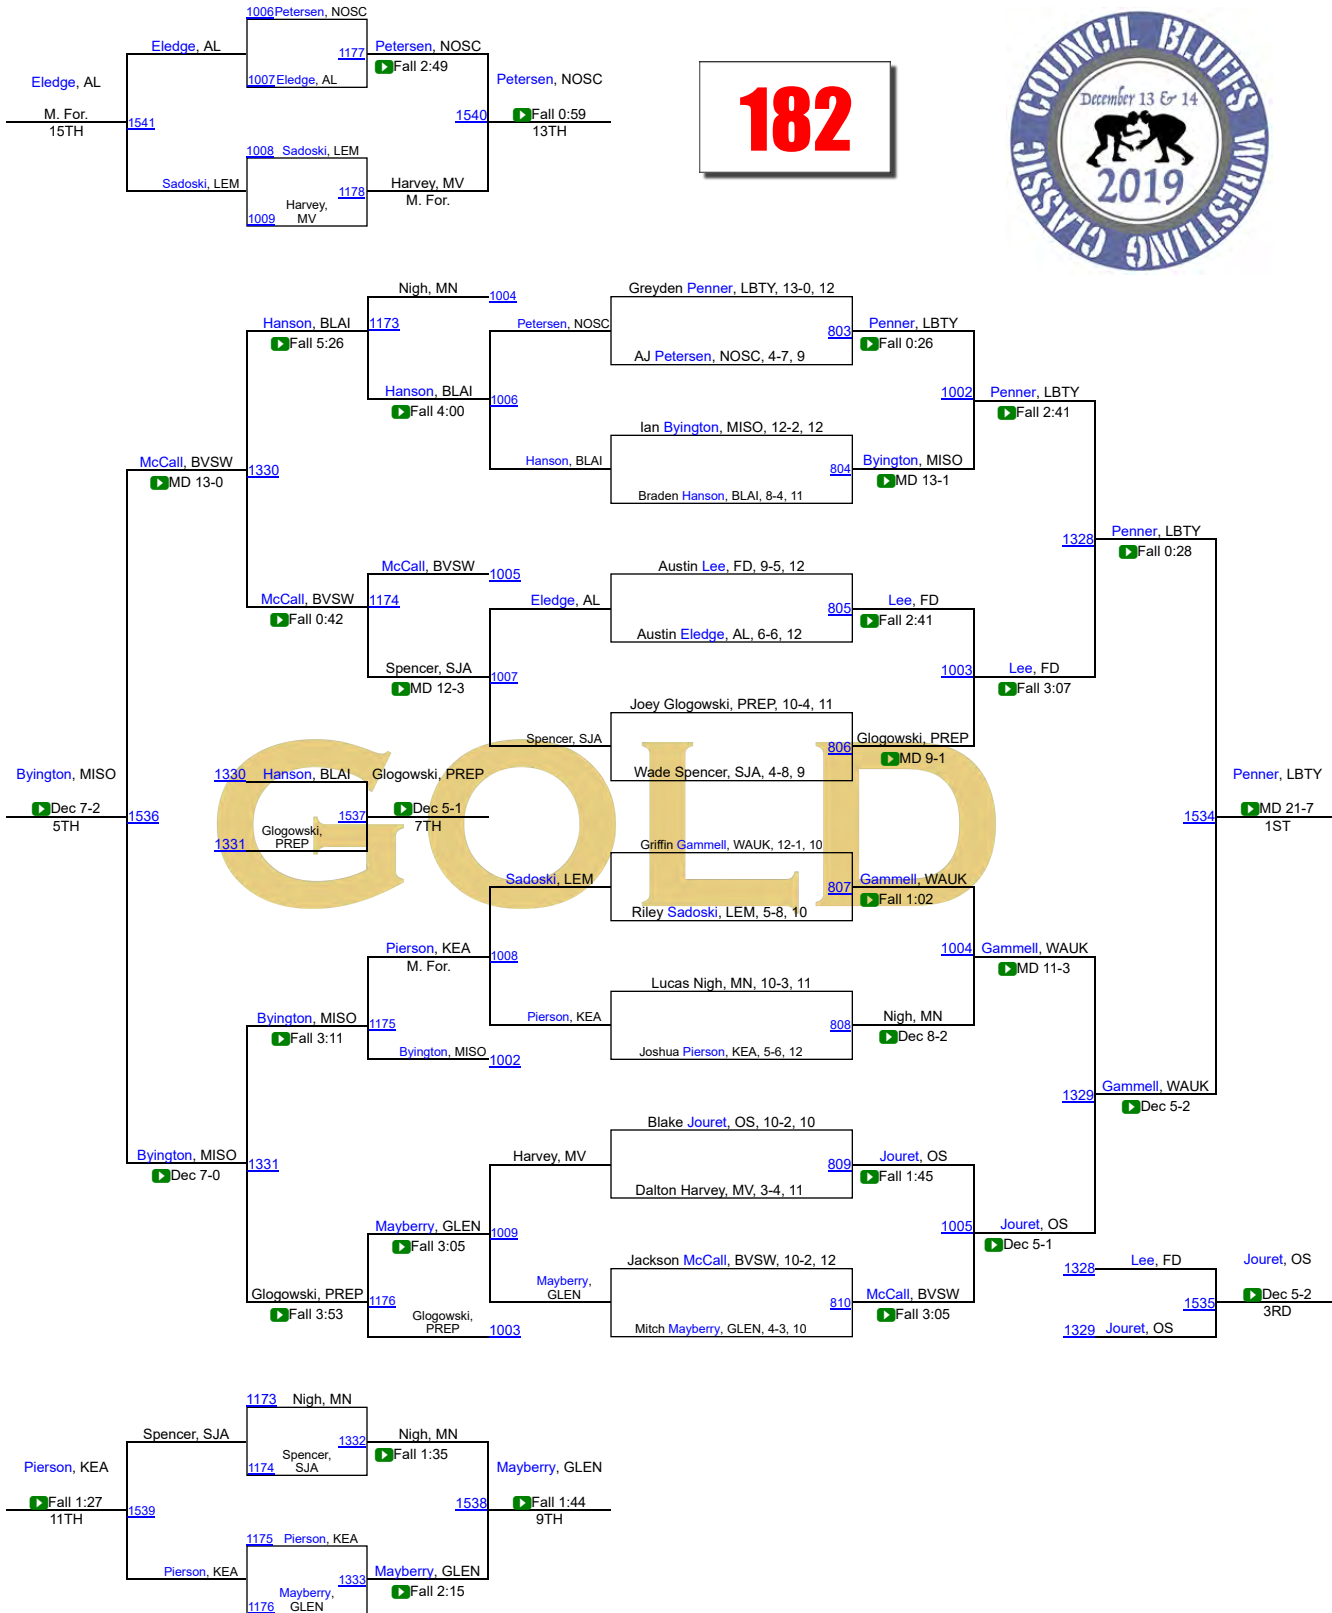 1006 Petersen, NOSC
Eledge, AL
1177 Petersen, NOSC
Fall 2:49
1007 Eledge, AL
Eledge, AL
Petersen, NOSC
M. For.
15TH
1541
1540
Fall 0:59
13TH
1008 Sadoski, LEM
Sadoski, LEM
1178 Harvey, MV
M. For.
Harvey,
MV
1009
182
COUNCIL BLUFFS WRESTLING CLASSIC
December 13 & 14
2019
GOLD
Nigh, MN
1004
Greyden Penner, LBTY, 13-0, 12
Hanson, BLAI
1173
Petersen, NOSC
803
Penner, LBTY
Fall 5:26
Fall 0:26
AJ Petersen, NOSC, 4-7, 9
Hanson, BLAI
1006
1002
Penner, LBTY
Fall 4:00
Fall 2:41
Ian Byington, MISO, 12-2, 12
McCall, BVSW
1330
Hanson, BLAI
804
Byington, MISO
MD 13-0
MD 13-1
Braden Hanson, BLAI, 8-4, 11
1328
Penner, LBTY
Fall 0:28
McCall, BVSW
1005
Austin Lee, FD, 9-5, 12
McCall, BVSW
1174
Eledge, AL
805
Lee, FD
Fall 0:42
Fall 2:41
Austin Eledge, AL, 6-6, 12
Spencer, SJA
1007
1003
Lee, FD
MD 12-3
Fall 3:07
Joey Glogowski, PREP, 10-4, 11
Spencer, SJA
806
Glogowski, PREP
MD 9-1
Wade Spencer, SJA, 4-8, 9
Byington, MISO
1330 Hanson, BLAI
Glogowski, PREP
Penner, LBTY
Dec 7-2
5TH
1536
1537
Dec 5-1
7TH
1534
MD 21-7
1ST
1331
Glogowski,
PREP
Griffin Gammell, WAUK, 12-1, 10
Sadoski, LEM
807
Gammell, WAUK
Fall 1:02
Riley Sadoski, LEM, 5-8, 10
Pierson, KEA
1008
1004
Gammell, WAUK
M. For.
MD 11-3
Lucas Nigh, MN, 10-3, 11
Byington, MISO
1175
Pierson, KEA
808
Nigh, MN
Fall 3:11
Dec 8-2
Byington, MISO
1002
Joshua Pierson, KEA, 5-6, 12
1329
Gammell, WAUK
Dec 5-2
Blake Jouret, OS, 10-2, 10
Byington, MISO
1331
Harvey, MV
809
Jouret, OS
Dec 7-0
Fall 1:45
Dalton Harvey, MV, 3-4, 11
Mayberry, GLEN
1009
1005
Jouret, OS
Fall 3:05
Dec 5-1
Jackson McCall, BVSW, 10-2, 12
1328
Lee, FD
Jouret, OS
Glogowski, PREP
1176
Mayberry,
GLEN
810
McCall, BVSW
1535
Dec 5-2
3RD
Fall 3:53
Fall 3:05
Glogowski,
PREP
1003
Mitch Mayberry, GLEN, 4-3, 10
1329 Jouret, OS
1173 Nigh, MN
Spencer, SJA
1332
Nigh, MN
Fall 1:35
Spencer,
SJA
1174
Pierson, KEA
Mayberry, GLEN
Fall 1:27
11TH
1539
1538
Fall 1:44
9TH
1175 Pierson, KEA
Pierson, KEA
1333
Mayberry, GLEN
Fall 2:15
Mayberry,
GLEN
1176